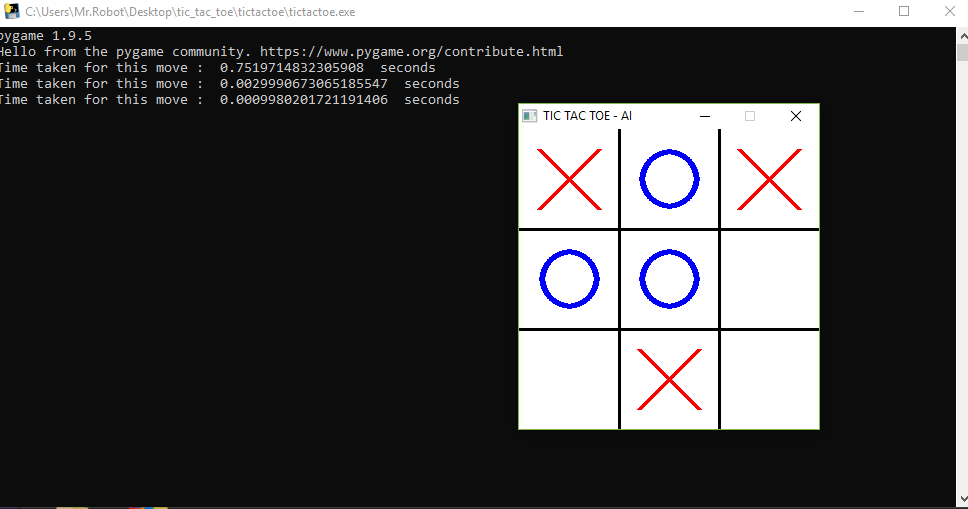 C:\Users\Mr.Robot\Desktop\tic_tac_toe\tictactoe\tictactoe.exe
pygame 1.9.5
Hello from the pygame community. https://www.pygame.org/contribute.html
Time taken for this move :  0.7519714832305908  seconds
Time taken for this move :  0.0029990673065185547  seconds
Time taken for this move :  0.0009980201721191406  seconds
TIC TAC TOE - AI